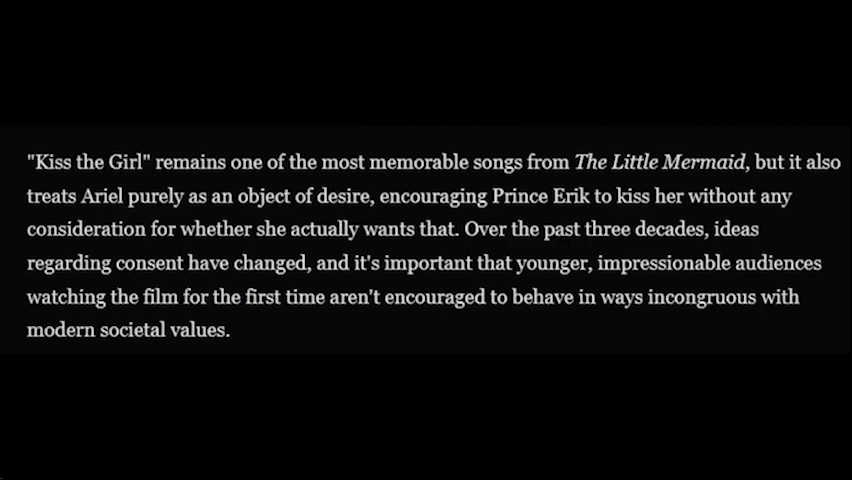 "Kiss the Girl" remains one of the most memorable songs from The Little Mermaid, but it also
treats Ariel purely as an object of desire, encouraging Prince Erik to kiss her without any
consideration for whether she actually wants that. Over the past three decades, ideas
regarding consent have changed, and it's important that younger, impressionable audiences
watching the film for the first time aren't encouraged to behave in ways incongruous with
modern societal values.